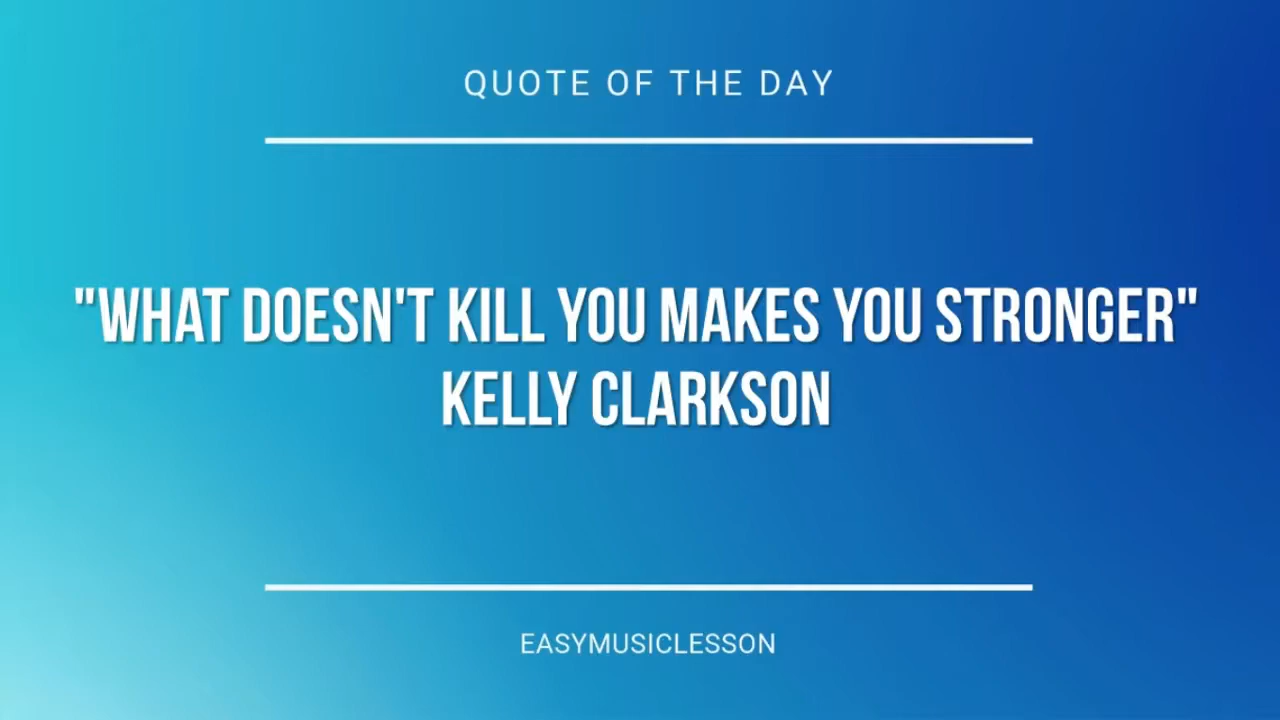 QUOTE OF THE DAY
"WHAT DOESN'T KILL YOU MAKES YOU STRONGER"
KELLY CLARKSON
EASYMUSICLESSON